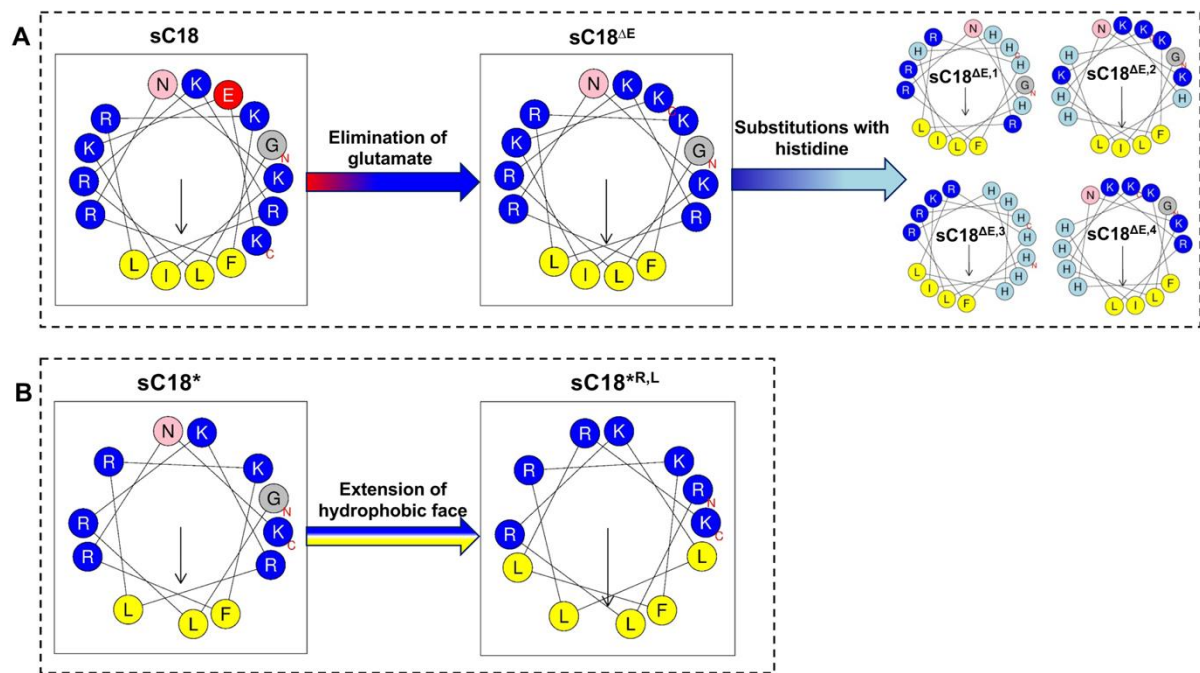 A
sC18
N K E
R K
K G N
R K
R R
K C
L I L F
Elimination of
glutamate
sC18ΔE
N K K C
R K
K G N
R K
R R
L I L F
Substitutions with
histidine
N H H C
R H
H G N
R H
R R
L I L F
sC18ΔE,1
N K K K C
H G N
K K
H H
H
L I L F
sC18ΔE,2
R H H H C
K H
R H N
R H
H
L I L F
sC18ΔE,3
N K K K
G N
H K
H R
H
H F
L I L
sC18ΔE,4
B
sC18*
N K
R K
G N
R K C
R R
L L F
Extension of
hydrophobic face
sC18*R,L
R K
R K
R N
R K C
L L
L L F